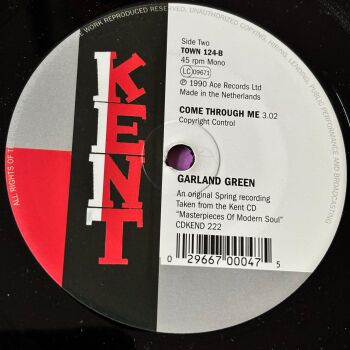 WORK REPRODUCED RESERVED, UNAUTHORIZED COPYING, HIRING, LENDING, PUBLIC PERFORMANCE AND BROADCASTING
ALL RIGHTS OF T
KENT
Side Two
TOWN 124-B
45 rpm Mono
LC 09671
℗ 1990 Ace Records Ltd
Made in the Netherlands
COME THROUGH ME 3.02
Copyright Control
GARLAND GREEN
An original Spring recording
Taken from the Kent CD
"Masterpieces Of Modern Soul"
CDKEND 222
0 29667 00047 5